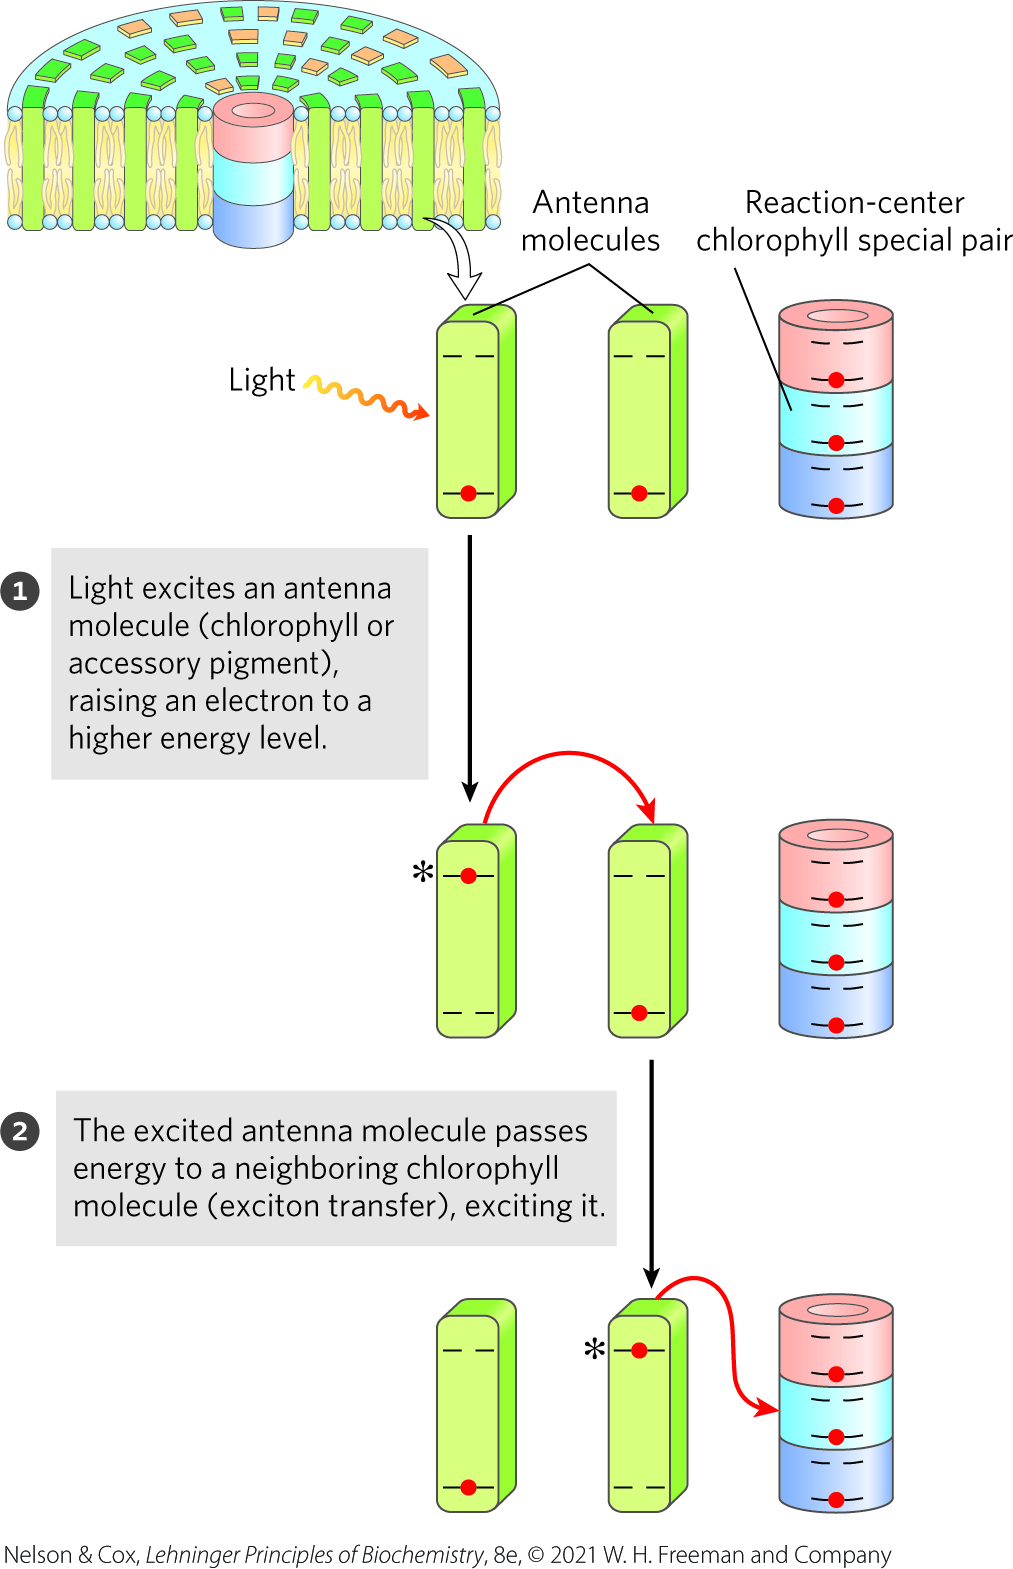 Antenna
molecules
Reaction-center
chlorophyll special pair
Light
1
Light excites an antenna
molecule (chlorophyll or
accessory pigment),
raising an electron to a
higher energy level.
*
2
The excited antenna molecule passes
energy to a neighboring chlorophyll
molecule (exciton transfer), exciting it.
*
Nelson & Cox, Lehninger Principles of Biochemistry, 8e, © 2021 W. H. Freeman and Company